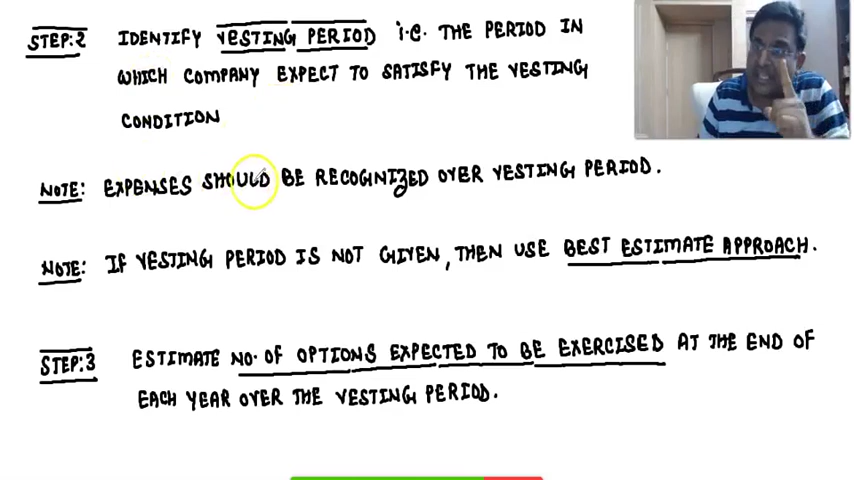 STEP:2 IDENTIFY VESTING PERIOD i.e. THE PERIOD IN
WHICH COMPANY EXPECT TO SATISFY THE VESTING
CONDITION
NOTE: EXPENSES SHOULD BE RECOGNIZED OVER VESTING PERIOD.
NOTE: IF VESTING PERIOD IS NOT GIVEN, THEN USE BEST ESTIMATE APPROACH.
STEP:3 ESTIMATE NO. OF OPTIONS EXPECTED TO BE EXERCISED AT THE END OF
EACH YEAR OVER THE VESTING PERIOD.